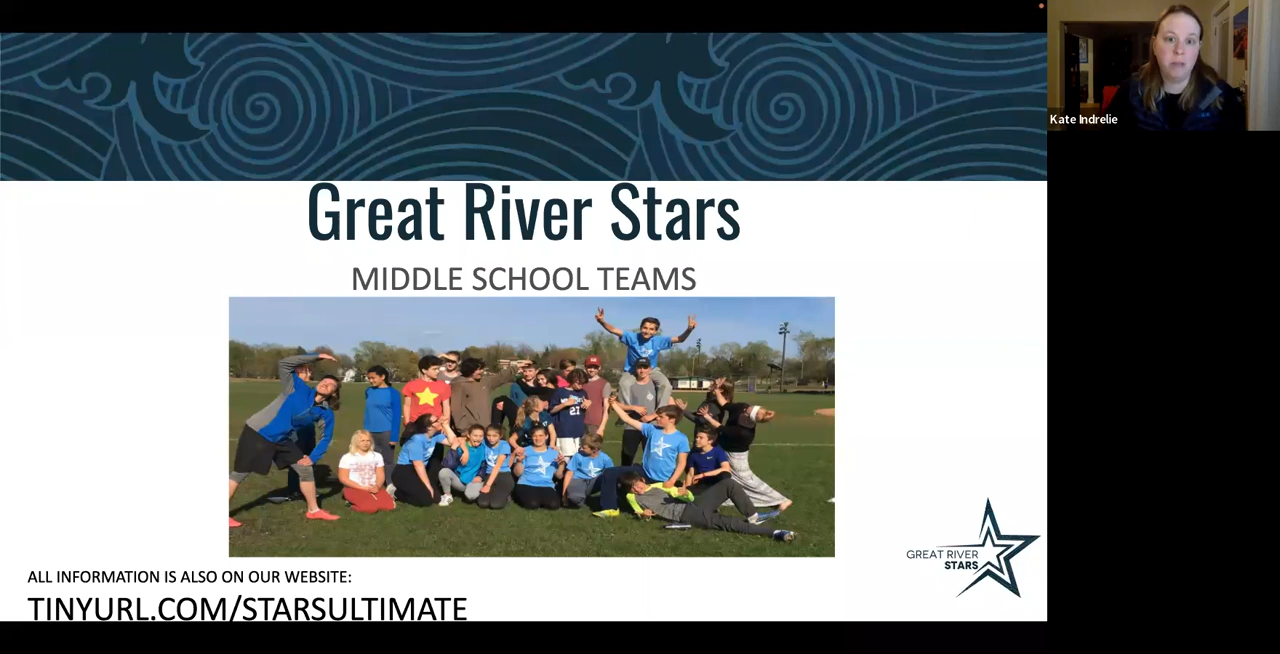 Kate Indrelie
Great River Stars
MIDDLE SCHOOL TEAMS
27
GREAT RIVER
STARS
ALL INFORMATION IS ALSO ON OUR WEBSITE:
TINYURL.COM/STARSULTIMATE